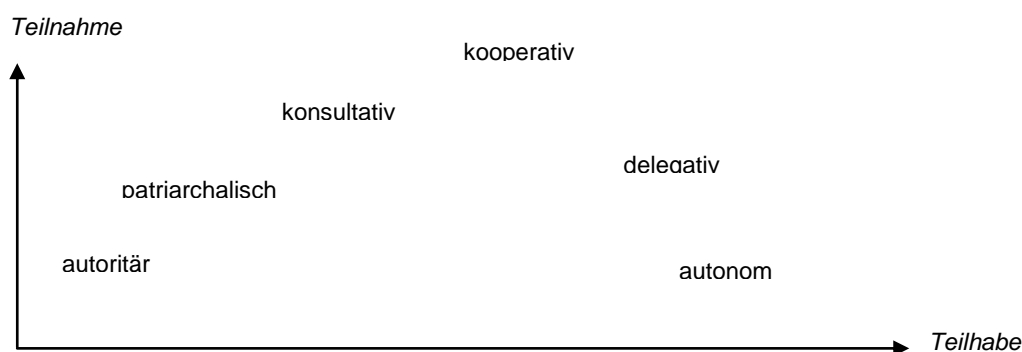 Teilnahme
kooperativ
konsultativ
delegativ
patriarchalisch
autoritär
autonom
Teilhabe